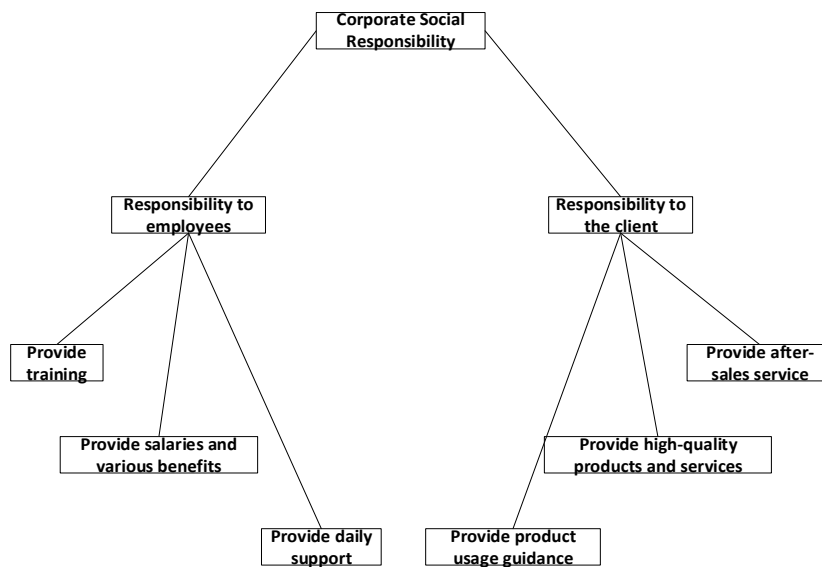 Corporate Social
Responsibility
Responsibility to
employees
Responsibility to
the client
Provide
training
Provide after-
sales service
Provide salaries and
various benefits
Provide high-quality
products and services
Provide daily
support
Provide product
usage guidance